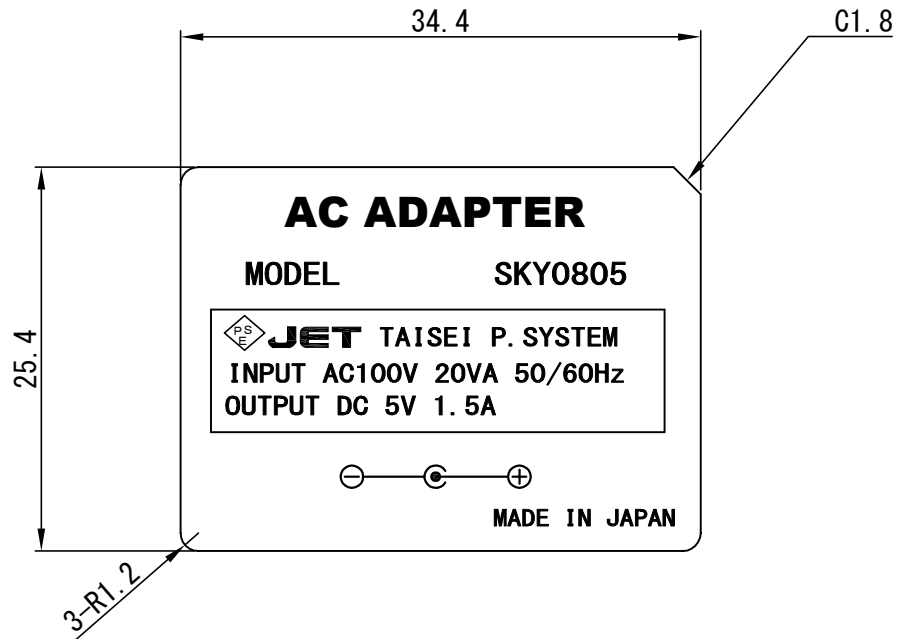 34.4
C1.8
AC ADAPTER
MODEL SKY0805
25.4
PS
E
JET TAISEI P.SYSTEM
INPUT AC100V 20VA 50/60Hz
OUTPUT DC 5V 1.5A
MADE IN JAPAN
3-R1.2